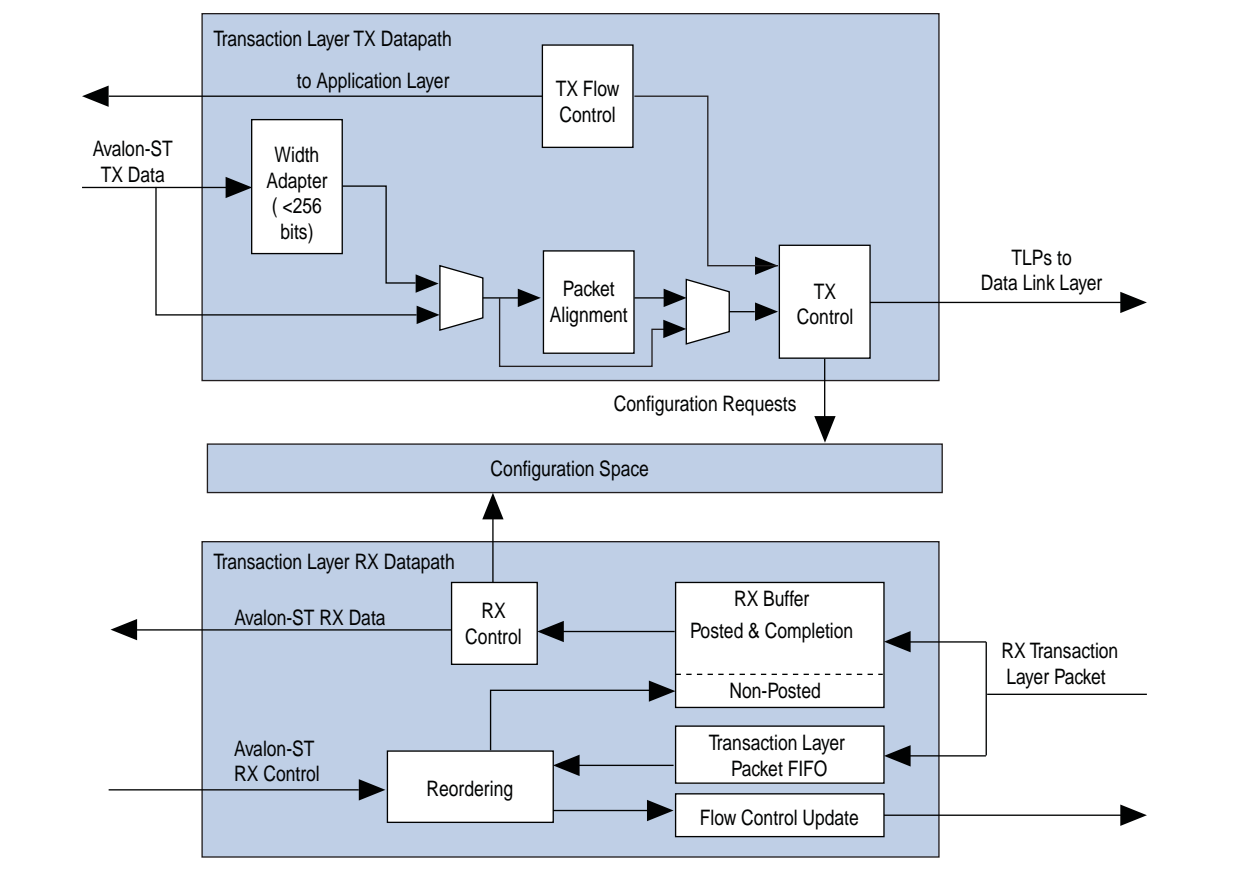 Transaction Layer TX Datapath
to Application Layer
TX Flow
Control
Avalon-ST
TX Data
Width
Adapter
( <256
bits)
Packet
Alignment
TX
Control
TLPs to
Data Link Layer
Configuration Requests
Configuration Space
Transaction Layer RX Datapath
Avalon-ST RX Data
RX
Control
RX Buffer
Posted & Completion
Non-Posted
RX Transaction
Layer Packet
Avalon-ST
RX Control
Reordering
Transaction Layer
Packet FIFO
Flow Control Update